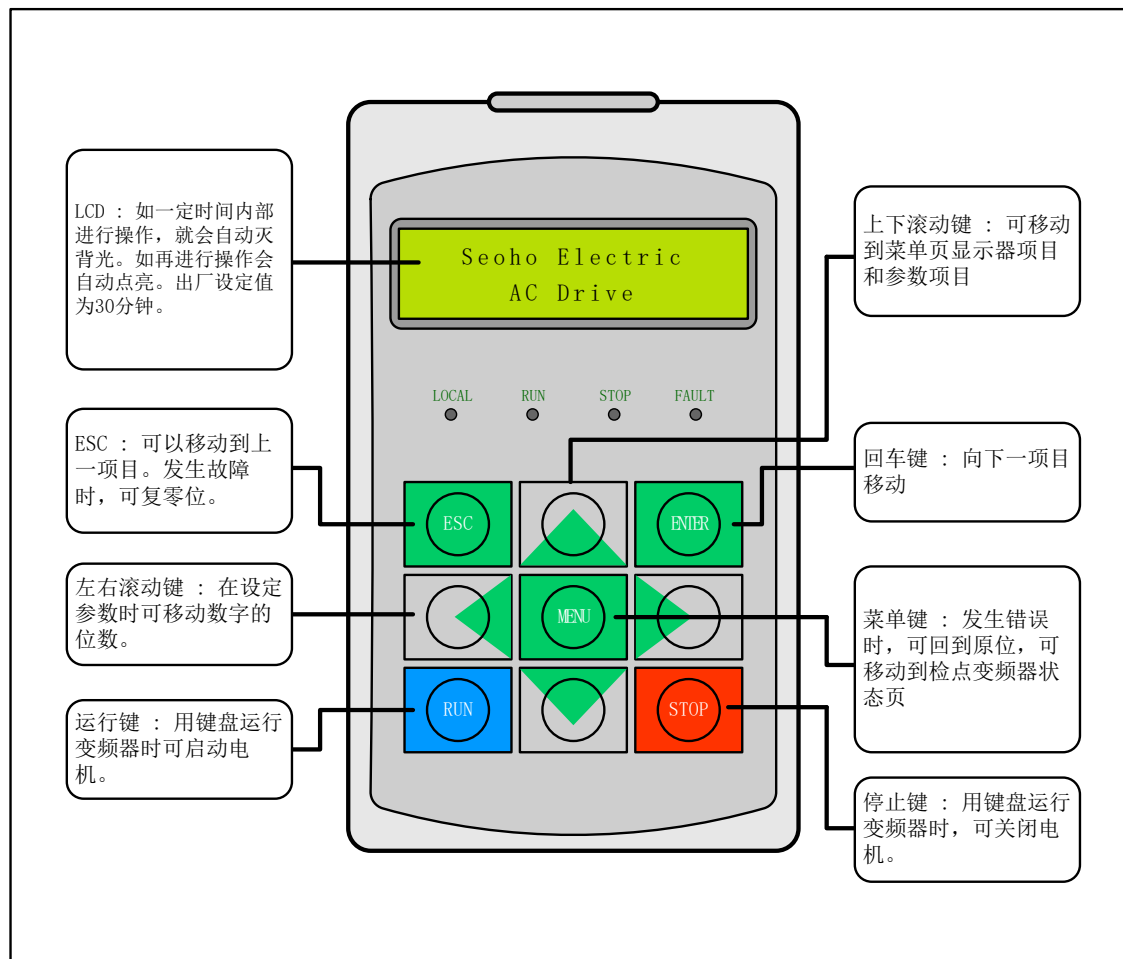 LCD : 如一定时间内部
进行操作，就会自动灭
背光。如再进行操作会
自动点亮。出厂设定值
为30分钟。
ESC : 可以移动到上
一项目。发生故障
时，可复零位。
左右滚动键 : 在设定
参数时可移动数字的
位数。
运行键 : 用键盘运行
变频器时可启动电
机。
Seoho Electric
AC Drive
LOCAL RUN STOP FAULT
ESC ENTER
MENU
RUN STOP
上下滚动键 : 可移动
到菜单页显示器项目
和参数项目
回车键 : 向下一项目
移动
菜单键 : 发生错误
时，可回到原位，可
移动到检点变频器状
态页
停止键 : 用键盘运行
变频器时，可关闭电
机。